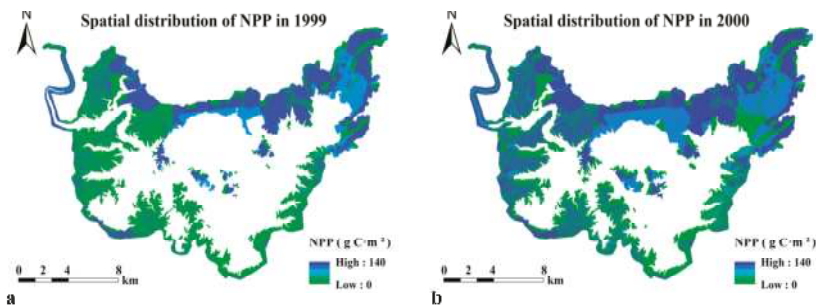 Spatial distribution of NPP in 1999
N
NPP ( g C·m⁻² )
High : 140
Low : 0
0 2 4 8
km
a
Spatial distribution of NPP in 2000
N
NPP ( g C·m⁻² )
High : 140
Low : 0
0 2 4 8
km
b